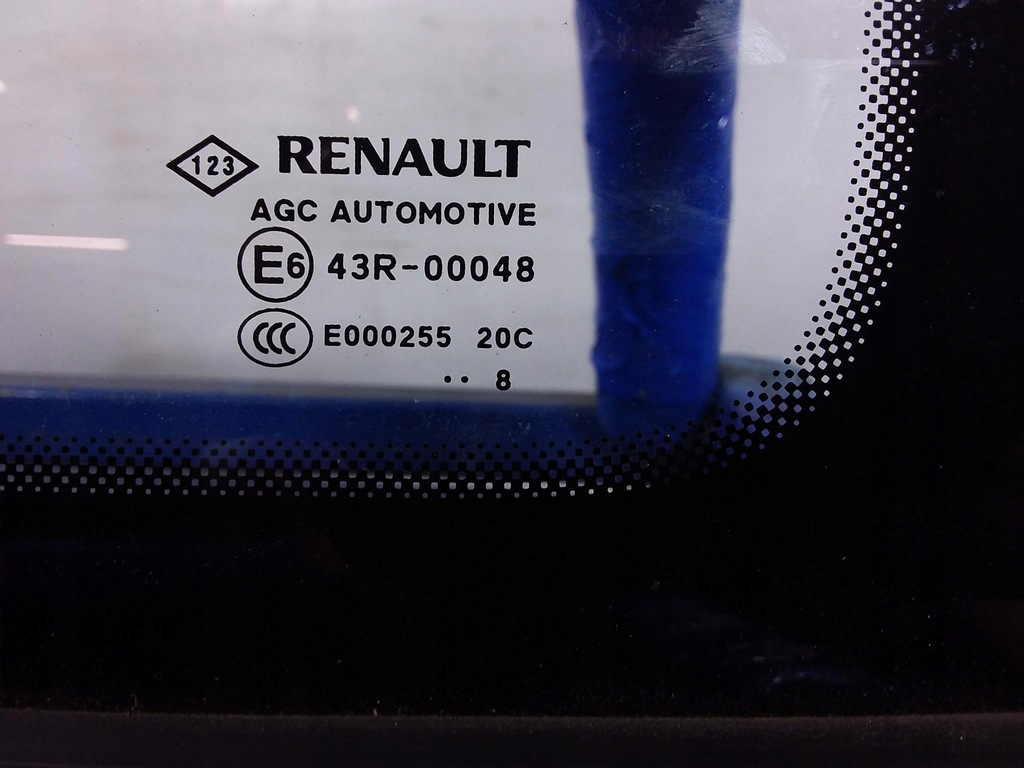 123 RENAULT
AGC AUTOMOTIVE
E6 43R-00048
CCC E000255 20C
·· 8